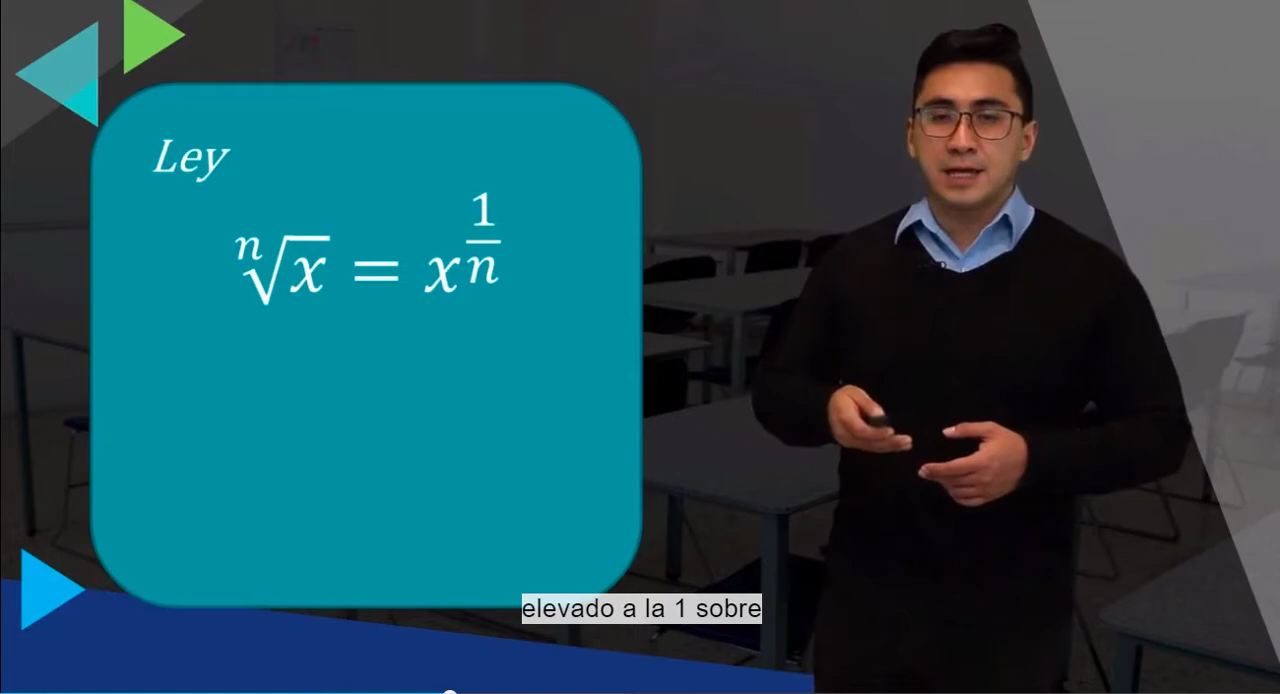 Ley
ⁿ√x = x^(1/n)
elevado a la 1 sobre